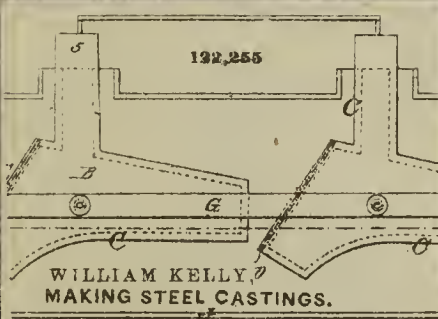 5
122,255
C
B
a
G
e
C
C
v
WILLIAM KELLY,
MAKING STEEL CASTINGS.